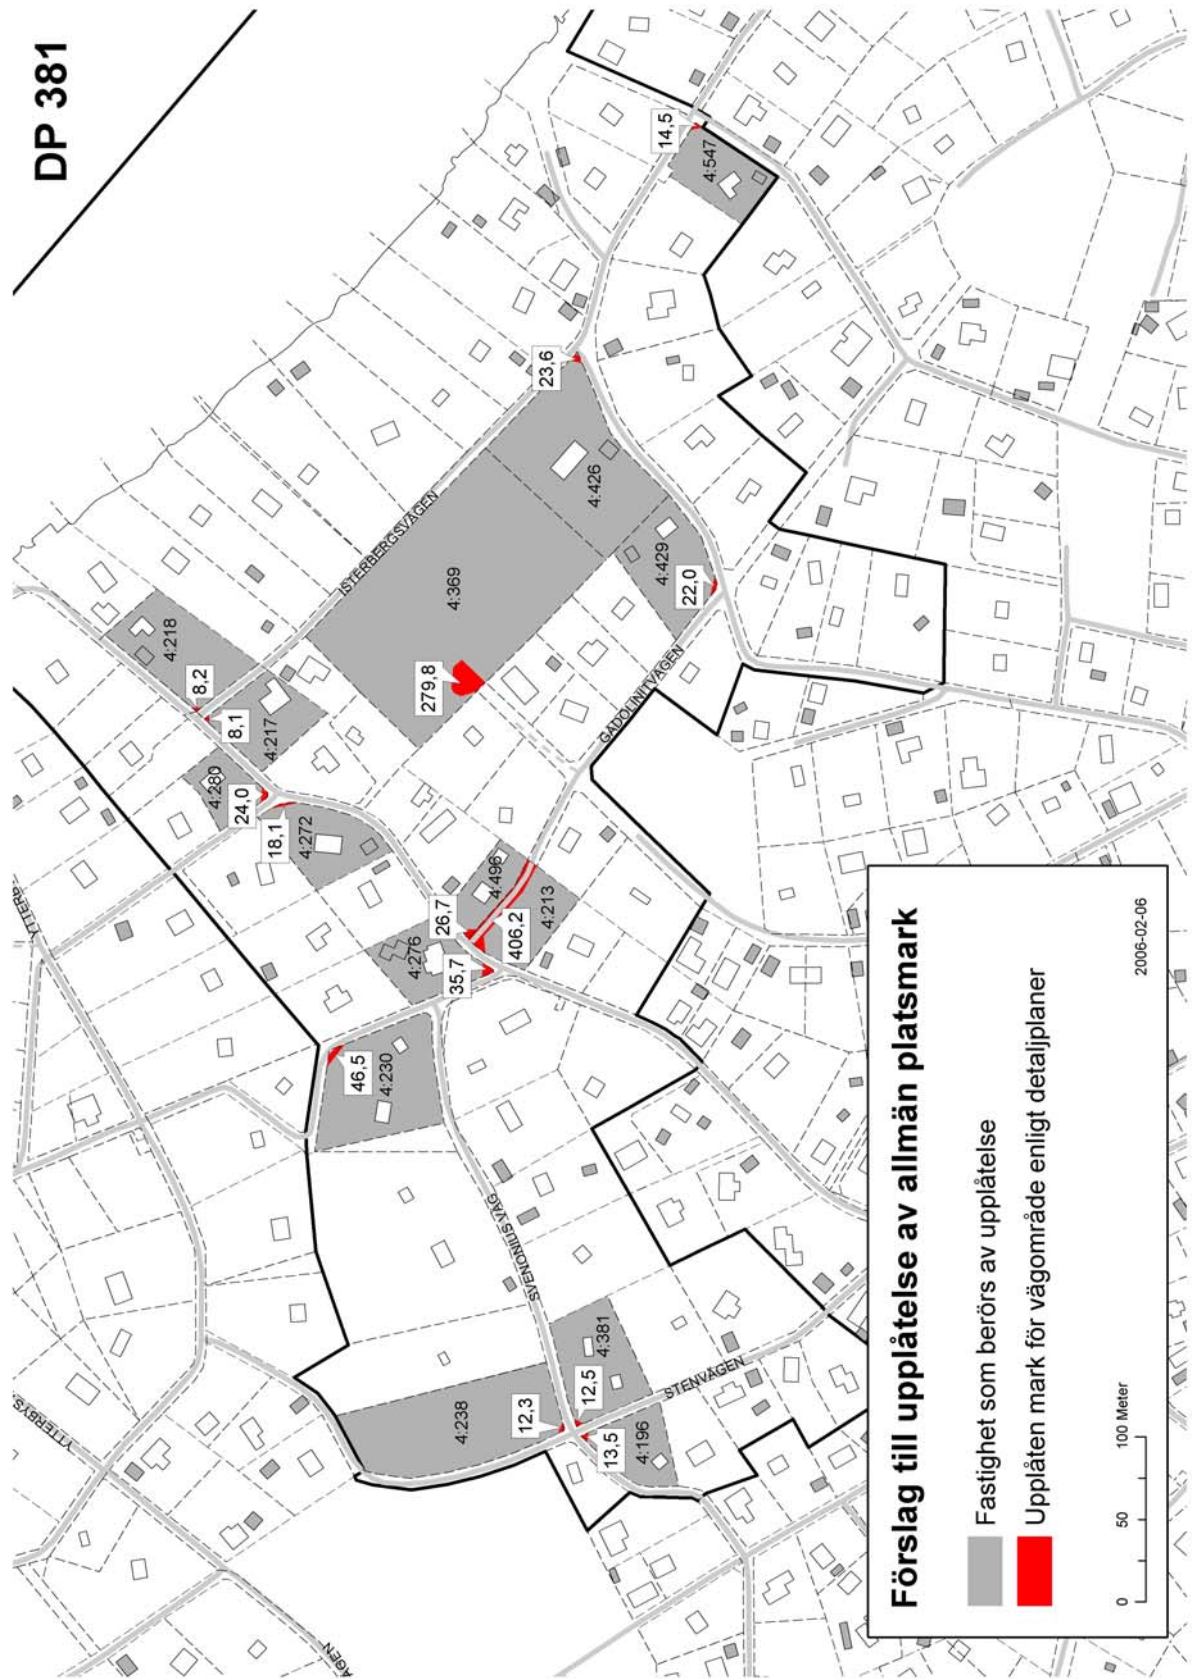 DP 381
14,5
4:547
23,6
ISTERBERGSVÄGEN
4:426
4:369
4:429
22,0
4:218
8,2
8,1
4:217
279,8
GADOLINITVÄGEN
4:280
24,0
18,1
4:272
4:496
26,7
4:213
406,2
4:276
35,7
46,5
4:230
SVENONIUS VÄG
4:381
12,5
12,3
4:238
13,5
4:196
STENVÄGEN
YTTERB
YTTERBYS
ÄGEN
Förslag till upplåtelse av allmän platsmark
Fastighet som berörs av upplåtelse
Upplåten mark för vägområde enligt detaljplaner
0 50 100 Meter
2006-02-06